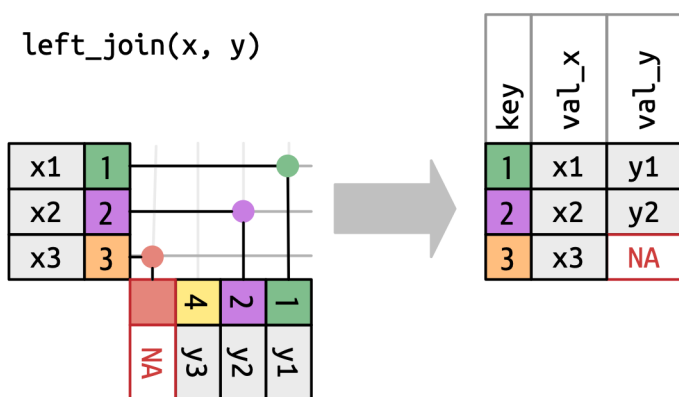 left_join(x, y)
key val_x val_y
x1 1
x2 2
x3 3
4 2 1
NA y3 y2 y1
1 x1 y1
2 x2 y2
3 x3 NA